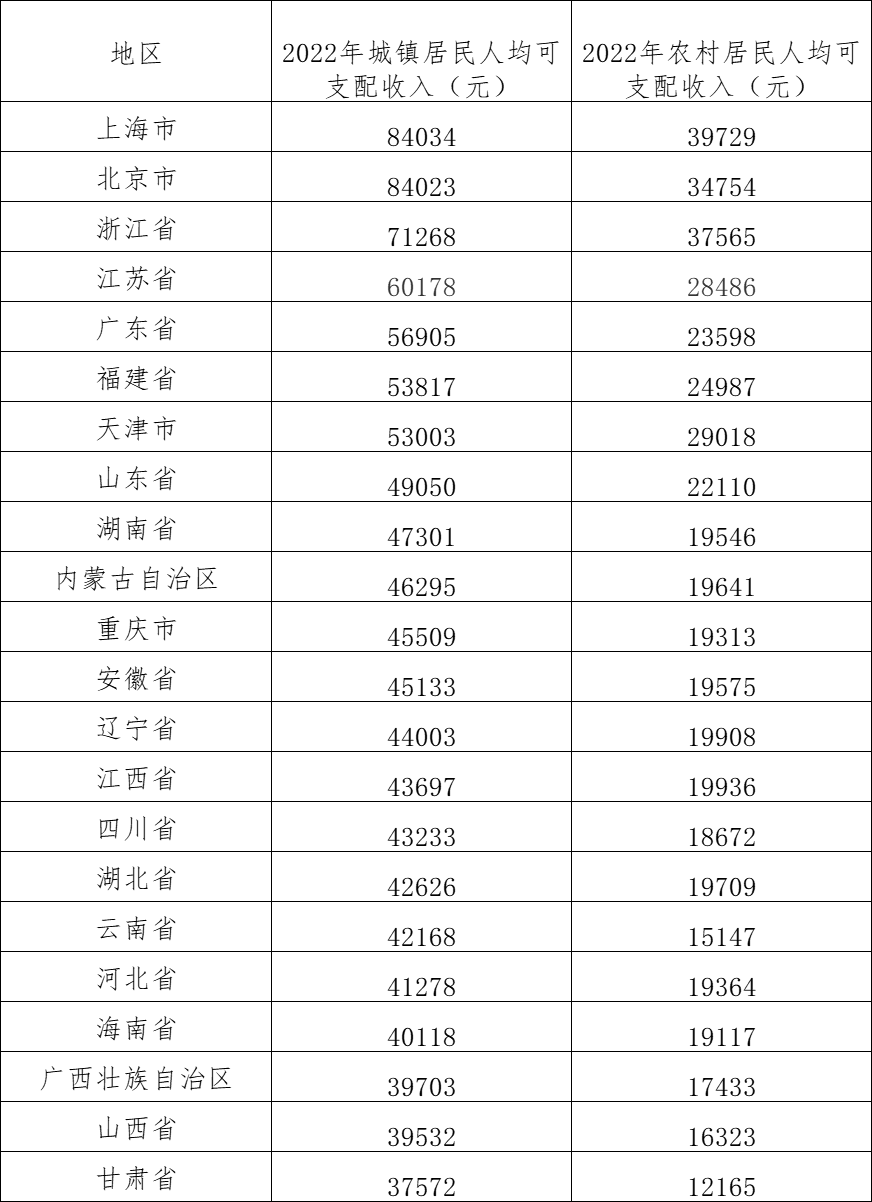 地区 2022年城镇居民人均可支配收入（元） 2022年农村居民人均可支配收入（元）
上海市 84034 39729
北京市 84023 34754
浙江省 71268 37565
江苏省 60178 28486
广东省 56905 23598
福建省 53817 24987
天津市 53003 29018
山东省 49050 22110
湖南省 47301 19546
内蒙古自治区 46295 19641
重庆市 45509 19313
安徽省 45133 19575
辽宁省 44003 19908
江西省 43697 19936
四川省 43233 18672
湖北省 42626 19709
云南省 42168 15147
河北省 41278 19364
海南省 40118 19117
广西壮族自治区 39703 17433
山西省 39532 16323
甘肃省 37572 12165